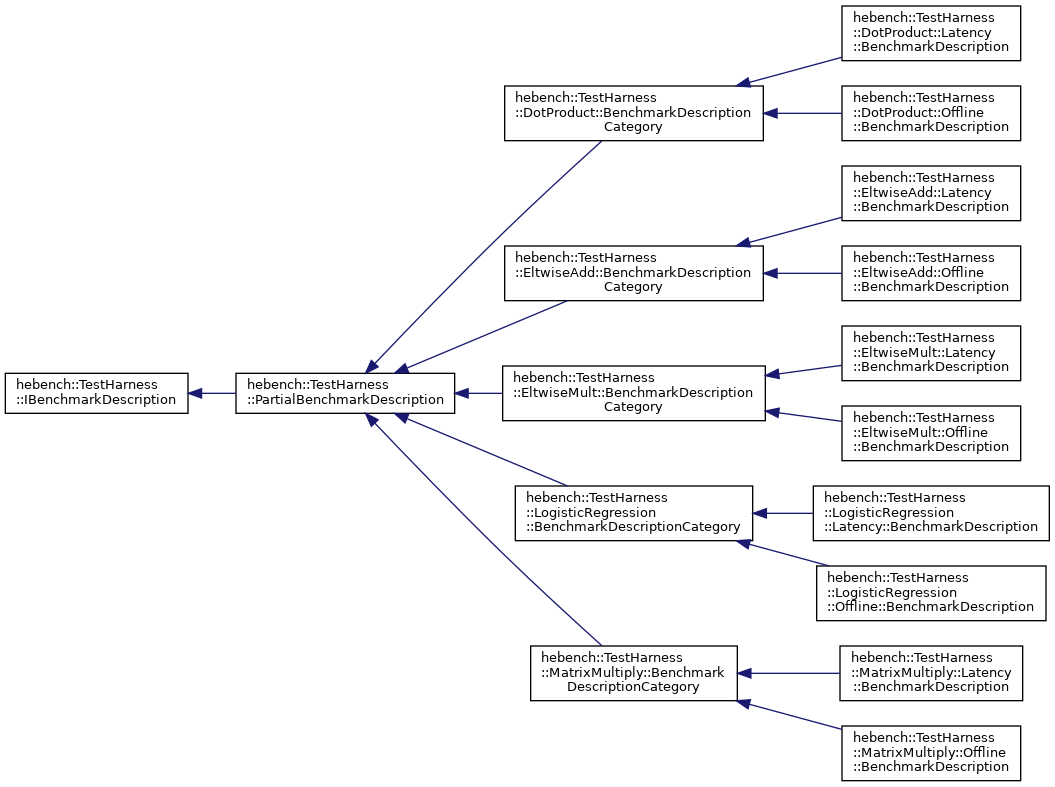 hebench::TestHarness
::DotProduct::Latency
::BenchmarkDescription
hebench::TestHarness
::DotProduct::BenchmarkDescription
Category
hebench::TestHarness
::DotProduct::Offline
::BenchmarkDescription
hebench::TestHarness
::EltwiseAdd::Latency
::BenchmarkDescription
hebench::TestHarness
::EltwiseAdd::BenchmarkDescription
Category
hebench::TestHarness
::EltwiseAdd::Offline
::BenchmarkDescription
hebench::TestHarness
::EltwiseMult::Latency
::BenchmarkDescription
hebench::TestHarness
::IBenchmarkDescription
hebench::TestHarness
::PartialBenchmarkDescription
hebench::TestHarness
::EltwiseMult::BenchmarkDescription
Category
hebench::TestHarness
::EltwiseMult::Offline
::BenchmarkDescription
hebench::TestHarness
::LogisticRegression
::BenchmarkDescriptionCategory
hebench::TestHarness
::LogisticRegression
::Latency::BenchmarkDescription
hebench::TestHarness
::LogisticRegression
::Offline::BenchmarkDescription
hebench::TestHarness
::MatrixMultiply::Benchmark
DescriptionCategory
hebench::TestHarness
::MatrixMultiply::Latency
::BenchmarkDescription
hebench::TestHarness
::MatrixMultiply::Offline
::BenchmarkDescription